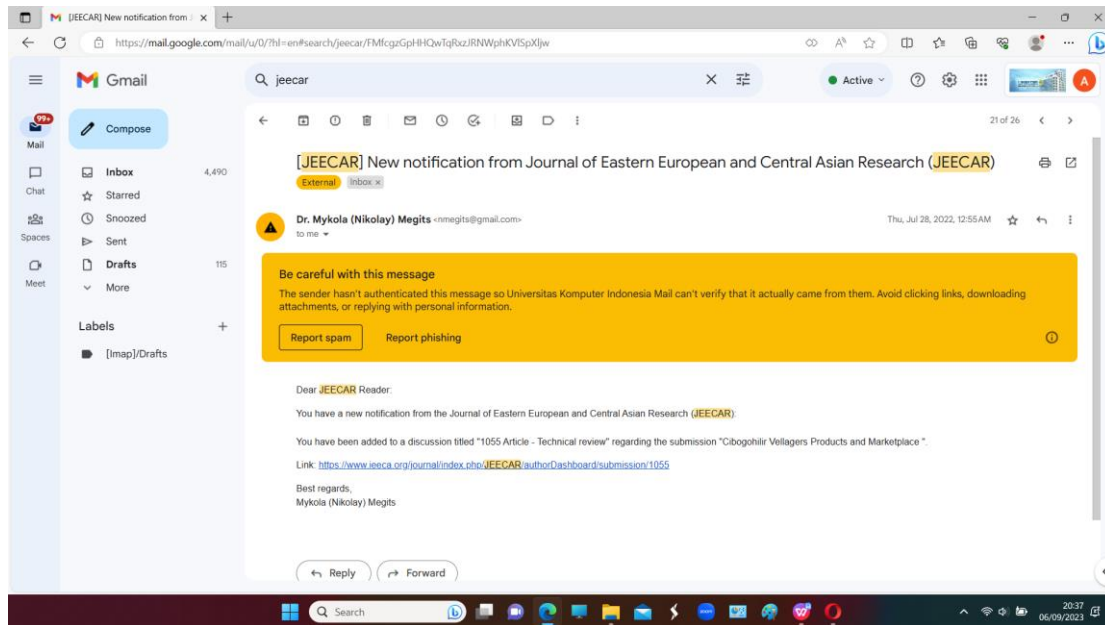 [JEECAR] New notification from J
https://mail.google.com/mail/u/0/?hl=en#search/jeecar/FMfcgzGpHHQwTqRxzJRNWphKVlSpXljw
Gmail
jeecar
Active
A
99+
Mail
Compose
21 of 26
Chat
Inbox 4,490
Starred
[JEECAR] New notification from Journal of Eastern European and Central Asian Research (JEECAR)
External Inbox x
Spaces
Snoozed
Sent
Dr. Mykola (Nikolay) Megits <nmegits@gmail.com> Thu, Jul 28, 2022, 12:55 AM
to me
Meet
Drafts 115
More
Be careful with this message
The sender hasn't authenticated this message so Universitas Komputer Indonesia Mail can't verify that it actually came from them. Avoid clicking links, downloading
attachments, or replying with personal information.
Labels +
Report spam Report phishing
[Imap]/Drafts
Dear JEECAR Reader:
You have a new notification from the Journal of Eastern European and Central Asian Research (JEECAR):
You have been added to a discussion titled "1055 Article - Technical review" regarding the submission "Cibogohilir Vellagers Products and Marketplace ".
Link: https://www.ieeca.org/journal/index.php/JEECAR/authorDashboard/submission/1055
Best regards,
Mykola (Nikolay) Megits
Reply Forward
Search
20:37
06/09/2023